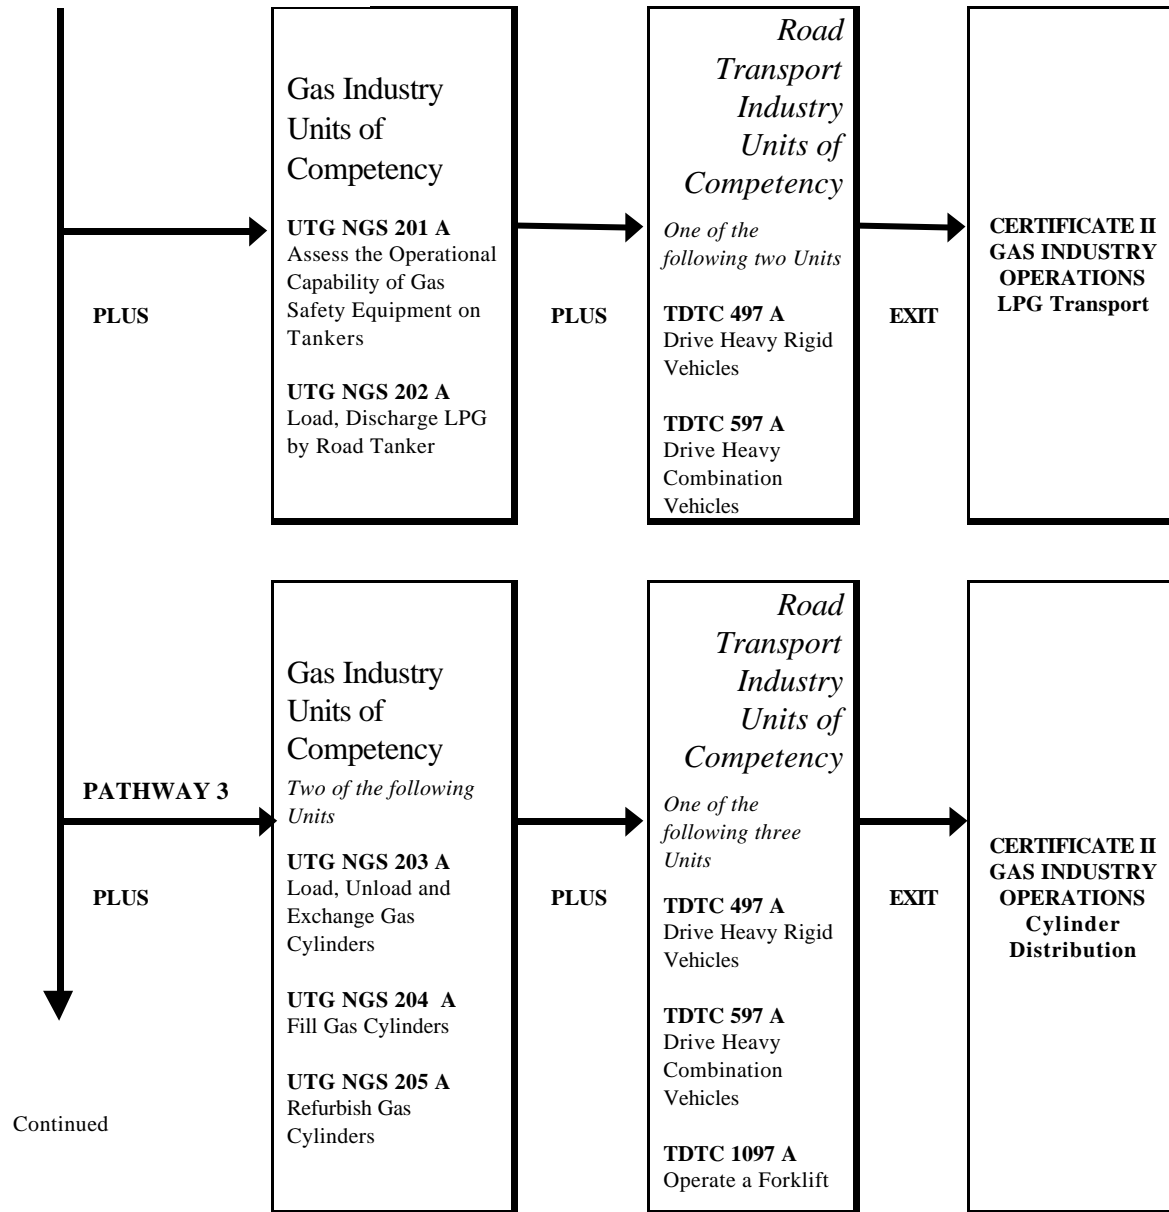 Gas Industry
Units of
Competency
UTG NGS 201 A
Assess the Operational
Capability of Gas
Safety Equipment on
Tankers
UTG NGS 202 A
Load, Discharge LPG
by Road Tanker
PLUS
PLUS
Road
Transport
Industry
Units of
Competency
One of the
following two Units
TDTC 497 A
Drive Heavy Rigid
Vehicles
TDTC 597 A
Drive Heavy
Combination
Vehicles
EXIT
CERTIFICATE II
GAS INDUSTRY
OPERATIONS
LPG Transport
PATHWAY 3
PLUS
Gas Industry
Units of
Competency
Two of the following
Units
UTG NGS 203 A
Load, Unload and
Exchange Gas
Cylinders
UTG NGS 204 A
Fill Gas Cylinders
UTG NGS 205 A
Refurbish Gas
Cylinders
PLUS
Road
Transport
Industry
Units of
Competency
One of the
following three
Units
TDTC 497 A
Drive Heavy Rigid
Vehicles
TDTC 597 A
Drive Heavy
Combination
Vehicles
TDTC 1097 A
Operate a Forklift
EXIT
CERTIFICATE II
GAS INDUSTRY
OPERATIONS
Cylinder
Distribution
Continued